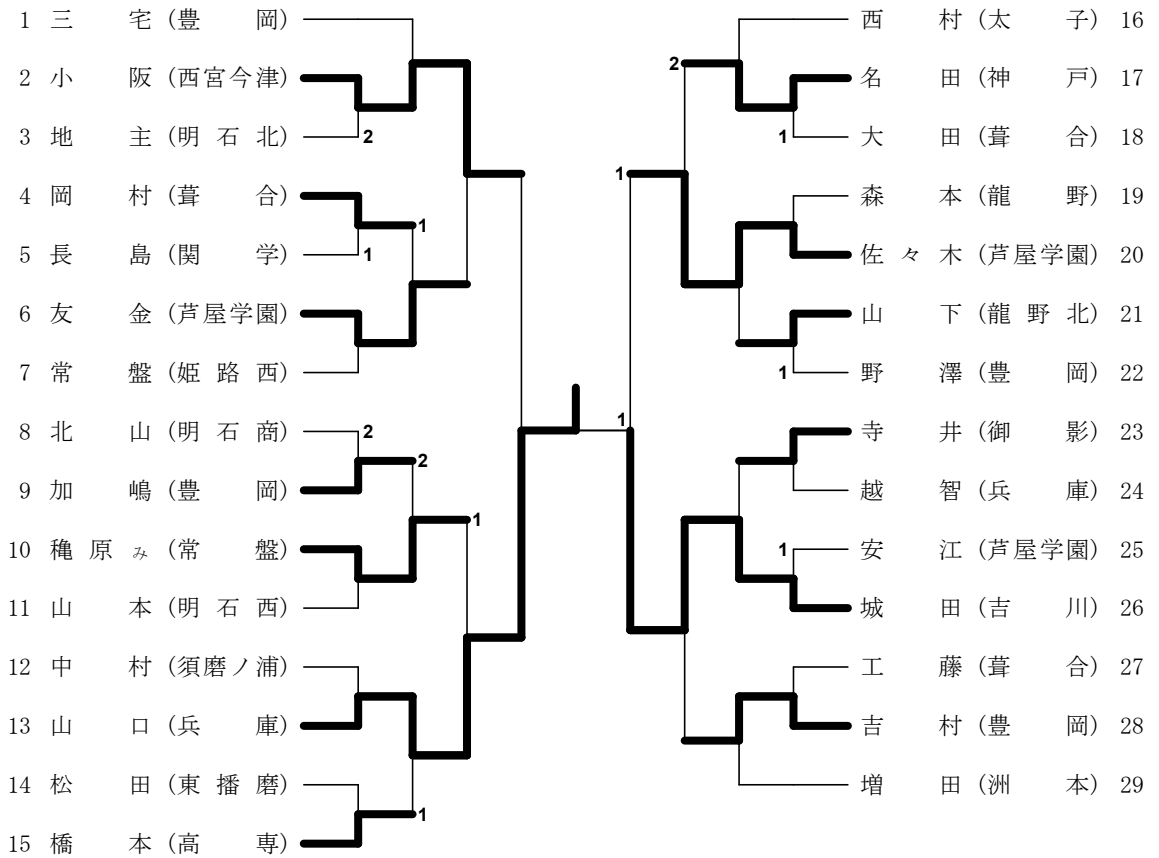 1 三宅 (豊岡)
2 小阪 (西宮今津)
3 地主 (明石北)
2
4 岡村 (葺合)
1
5 長島 (関学)
1
6 友金 (芦屋学園)
7 常盤 (姫路西)
8 北山 (明石商)
2
9 加嶋 (豊岡)
2
10 穐原み (常盤)
1
11 山本 (明石西)
12 中村 (須磨ノ浦)
13 山口 (兵庫)
14 松田 (東播磨)
1
15 橋本 (高専)
西村 (太子) 16
2
名田 (神戸) 17
1
大田 (葺合) 18
1
森本 (龍野) 19
佐々木 (芦屋学園) 20
山下 (龍野北) 21
1
野澤 (豊岡) 22
1
寺井 (御影) 23
越智 (兵庫) 24
1
安江 (芦屋学園) 25
城田 (吉川) 26
工藤 (葺合) 27
吉村 (豊岡) 28
増田 (洲本) 29